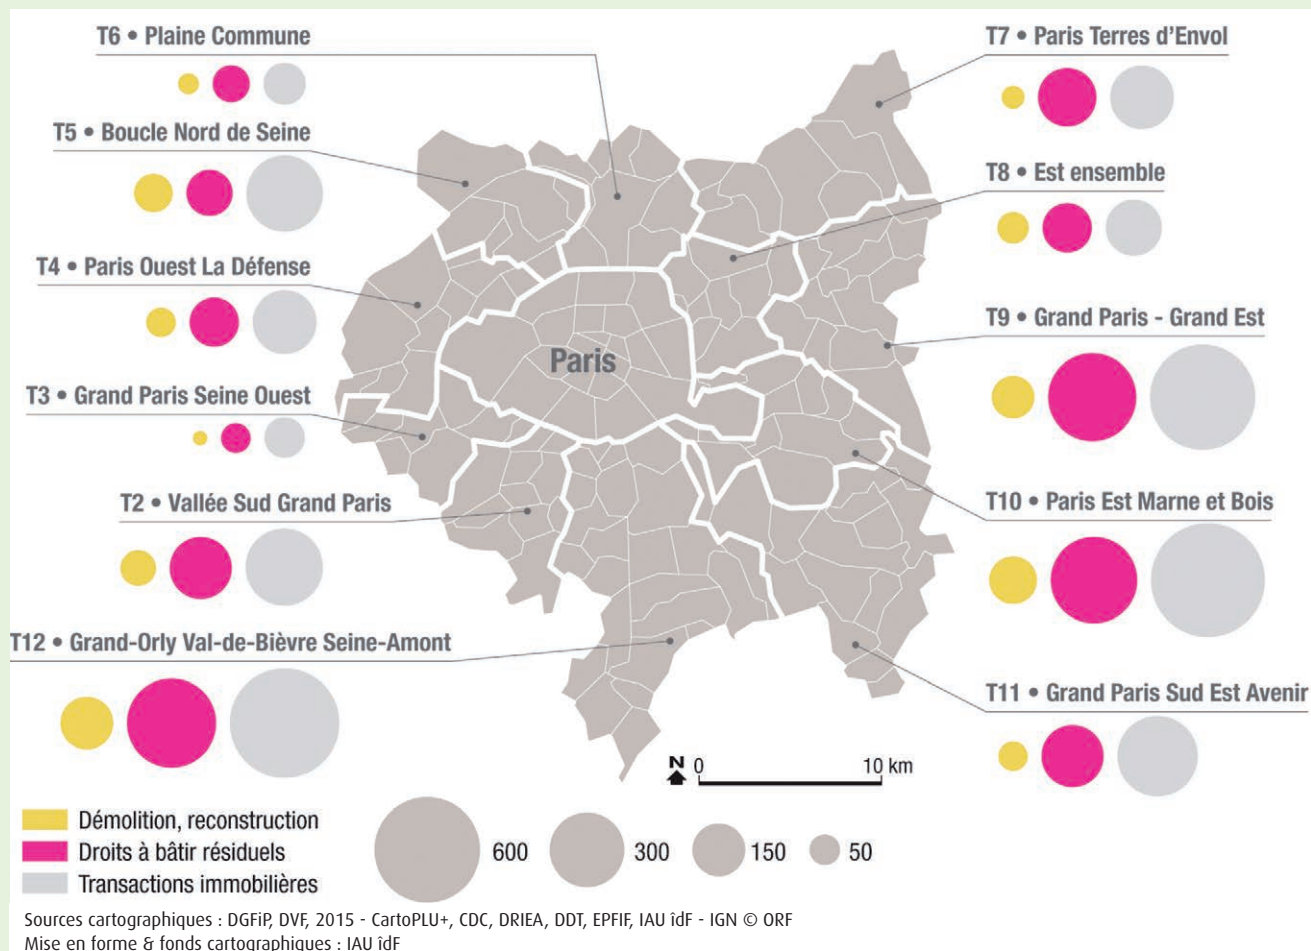 T6 • Plaine Commune
T5 • Boucle Nord de Seine
T4 • Paris Ouest La Défense
T3 • Grand Paris Seine Ouest
T2 • Vallée Sud Grand Paris
T12 • Grand-Orly Val-de-Bièvre Seine-Amont
T7 • Paris Terres d'Envol
T8 • Est ensemble
T9 • Grand Paris - Grand Est
T10 • Paris Est Marne et Bois
T11 • Grand Paris Sud Est Avenir
Paris
N 0 10 km
Démolition, reconstruction
Droits à bâtir résiduels
Transactions immobilières
600 300 150 50
Sources cartographiques : DGFiP, DVF, 2015 - CartoPLU+, CDC, DRIEA, DDT, EPFIF, IAU îdF - IGN © ORF
Mise en forme & fonds cartographiques : IAU îdF